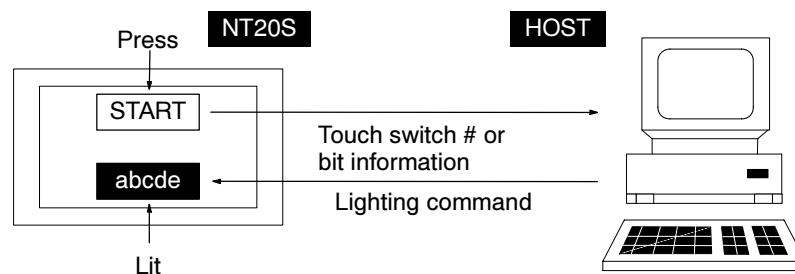 NT20S
HOST
Press
START
Touch switch # or
bit information
abcde
Lighting command
Lit